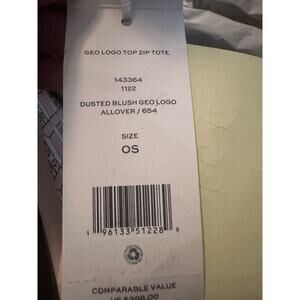 GEO LOGO TOP ZIP TOTE
143364
1122
DUSTED BLUSH GEO LOGO
ALLOVER / 654
SIZE
OS
1 96133 51228 9
COMPARABLE VALUE